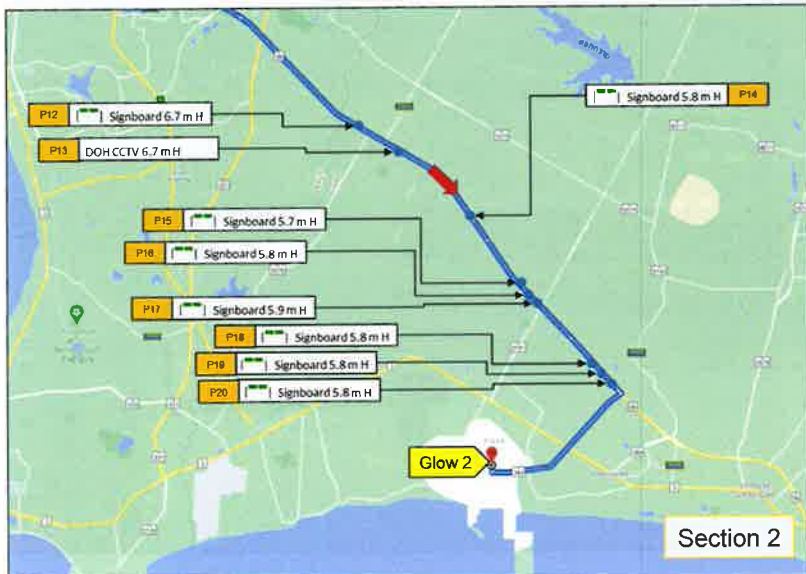 P12 Signboard 6.7 m H
Signboard 5.8 m H P14
P13 DOH CCTV 6.7 m H
P15 Signboard 5.7 m H
P16 Signboard 5.8 m H
P17 Signboard 5.9 m H
P18 Signboard 5.8 m H
P19 Signboard 5.8 m H
P20 Signboard 5.8 m H
Glow 2
Section 2